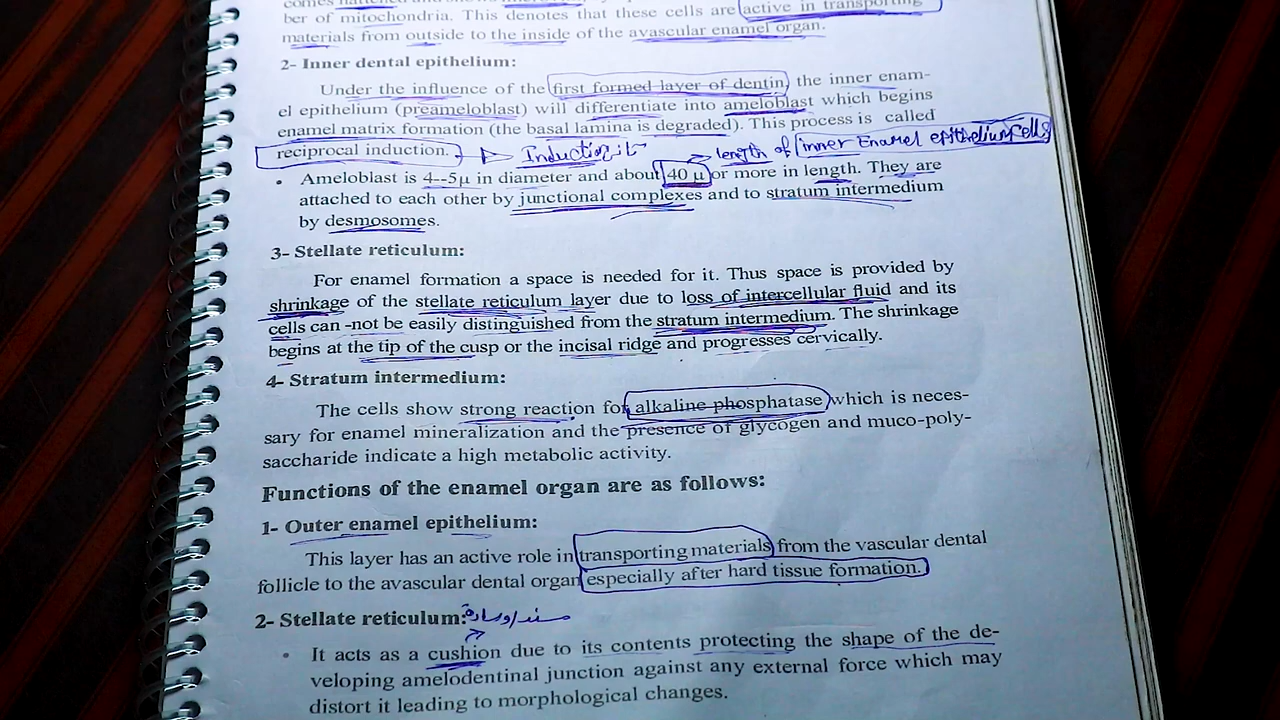 comes flattened and shows
ber of mitochondria. This denotes that these cells are active in transporting
materials from outside to the inside of the avascular enamel organ.
2- Inner dental epithelium:
Under the influence of the first formed layer of dentin, the inner enam-
el epithelium (preameloblast) will differentiate into ameloblast which begins
enamel matrix formation (the basal lamina is degraded). This process is called
reciprocal induction. Induction
length of inner Enamel epithelium cells
Ameloblast is 4--5µ in diameter and about 40 µ or more in length. They are
attached to each other by junctional complexes and to stratum intermedium
by desmosomes.
3- Stellate reticulum:
For enamel formation a space is needed for it. Thus space is provided by
shrinkage of the stellate reticulum layer due to loss of intercellular fluid and its
cells can -not be easily distinguished from the stratum intermedium. The shrinkage
begins at the tip of the cusp or the incisal ridge and progresses cervically.
4- Stratum intermedium:
The cells show strong reaction for alkaline phosphatase which is neces-
sary for enamel mineralization and the presence of glycogen and muco-poly-
saccharide indicate a high metabolic activity.
Functions of the enamel organ are as follows:
1- Outer enamel epithelium:
This layer has an active role in transporting materials from the vascular dental
follicle to the avascular dental organ especially after hard tissue formation.
2- Stellate reticulum:
• It acts as a cushion due to its contents protecting the shape of the de-
veloping amelodentinal junction against any external force which may
distort it leading to morphological changes.